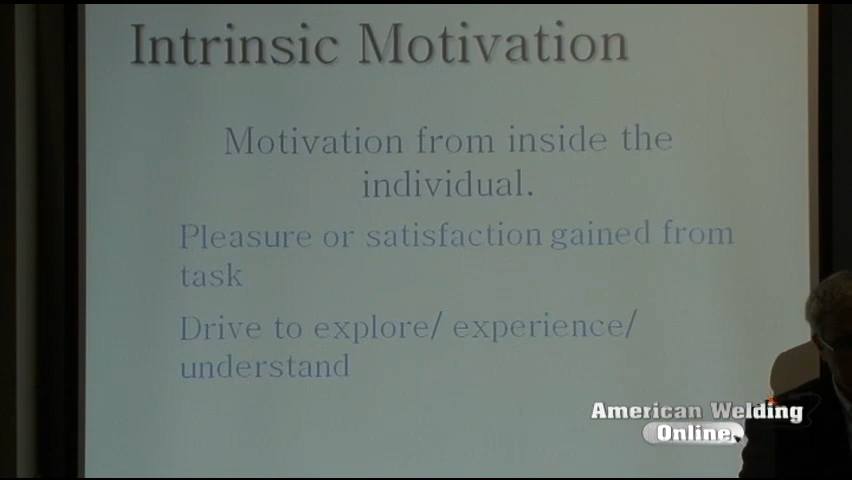 Intrinsic Motivation
Motivation from inside the
individual.
Pleasure or satisfaction gained from
task
Drive to explore/ experience/
understand
American Welding
Online